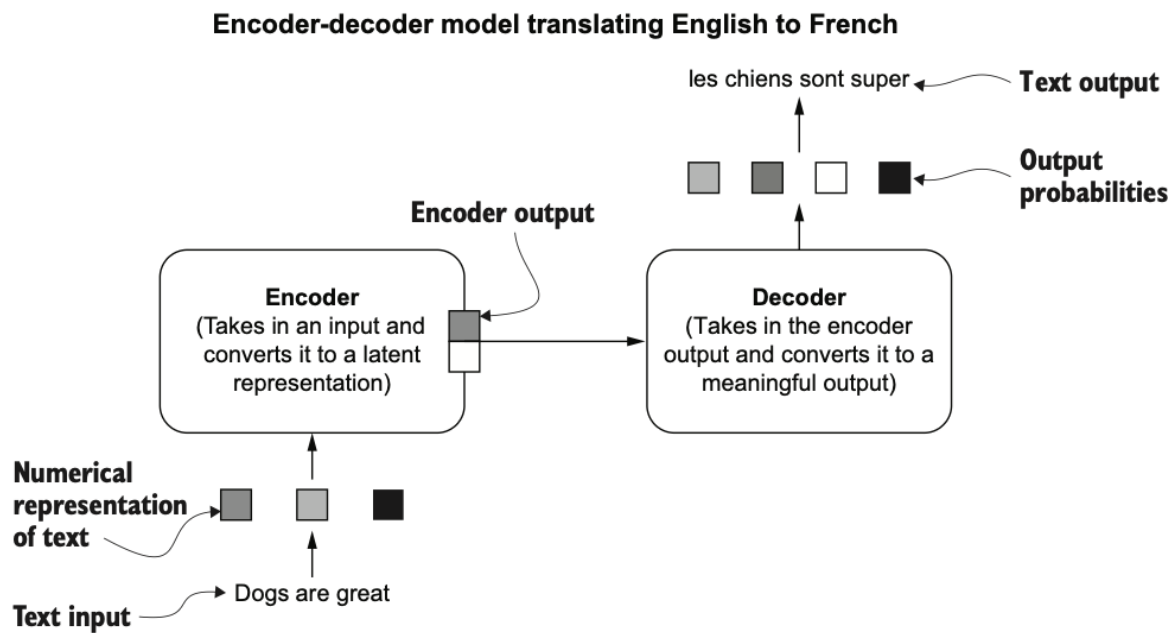 Encoder-decoder model translating English to French
les chiens sont super
Text output
Output
probabilities
Encoder output
Encoder
(Takes in an input and
converts it to a latent
representation)
Decoder
(Takes in the encoder
output and converts it to a
meaningful output)
Numerical
representation
of text
Dogs are great
Text input